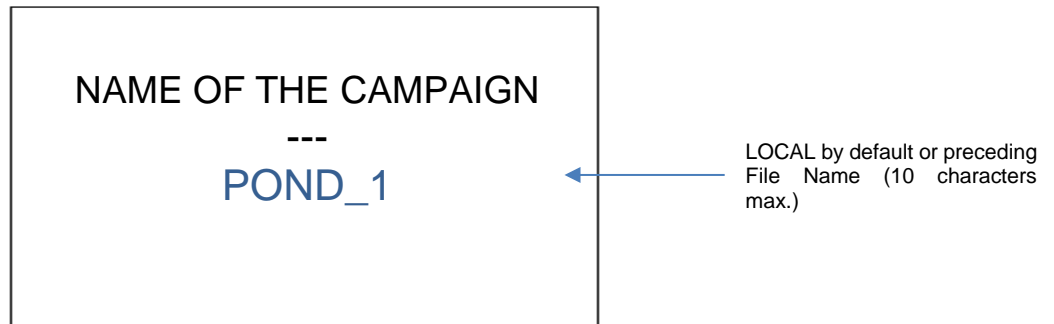 NAME OF THE CAMPAIGN
---
POND_1
LOCAL by default or preceding
File Name (10 characters
max.)